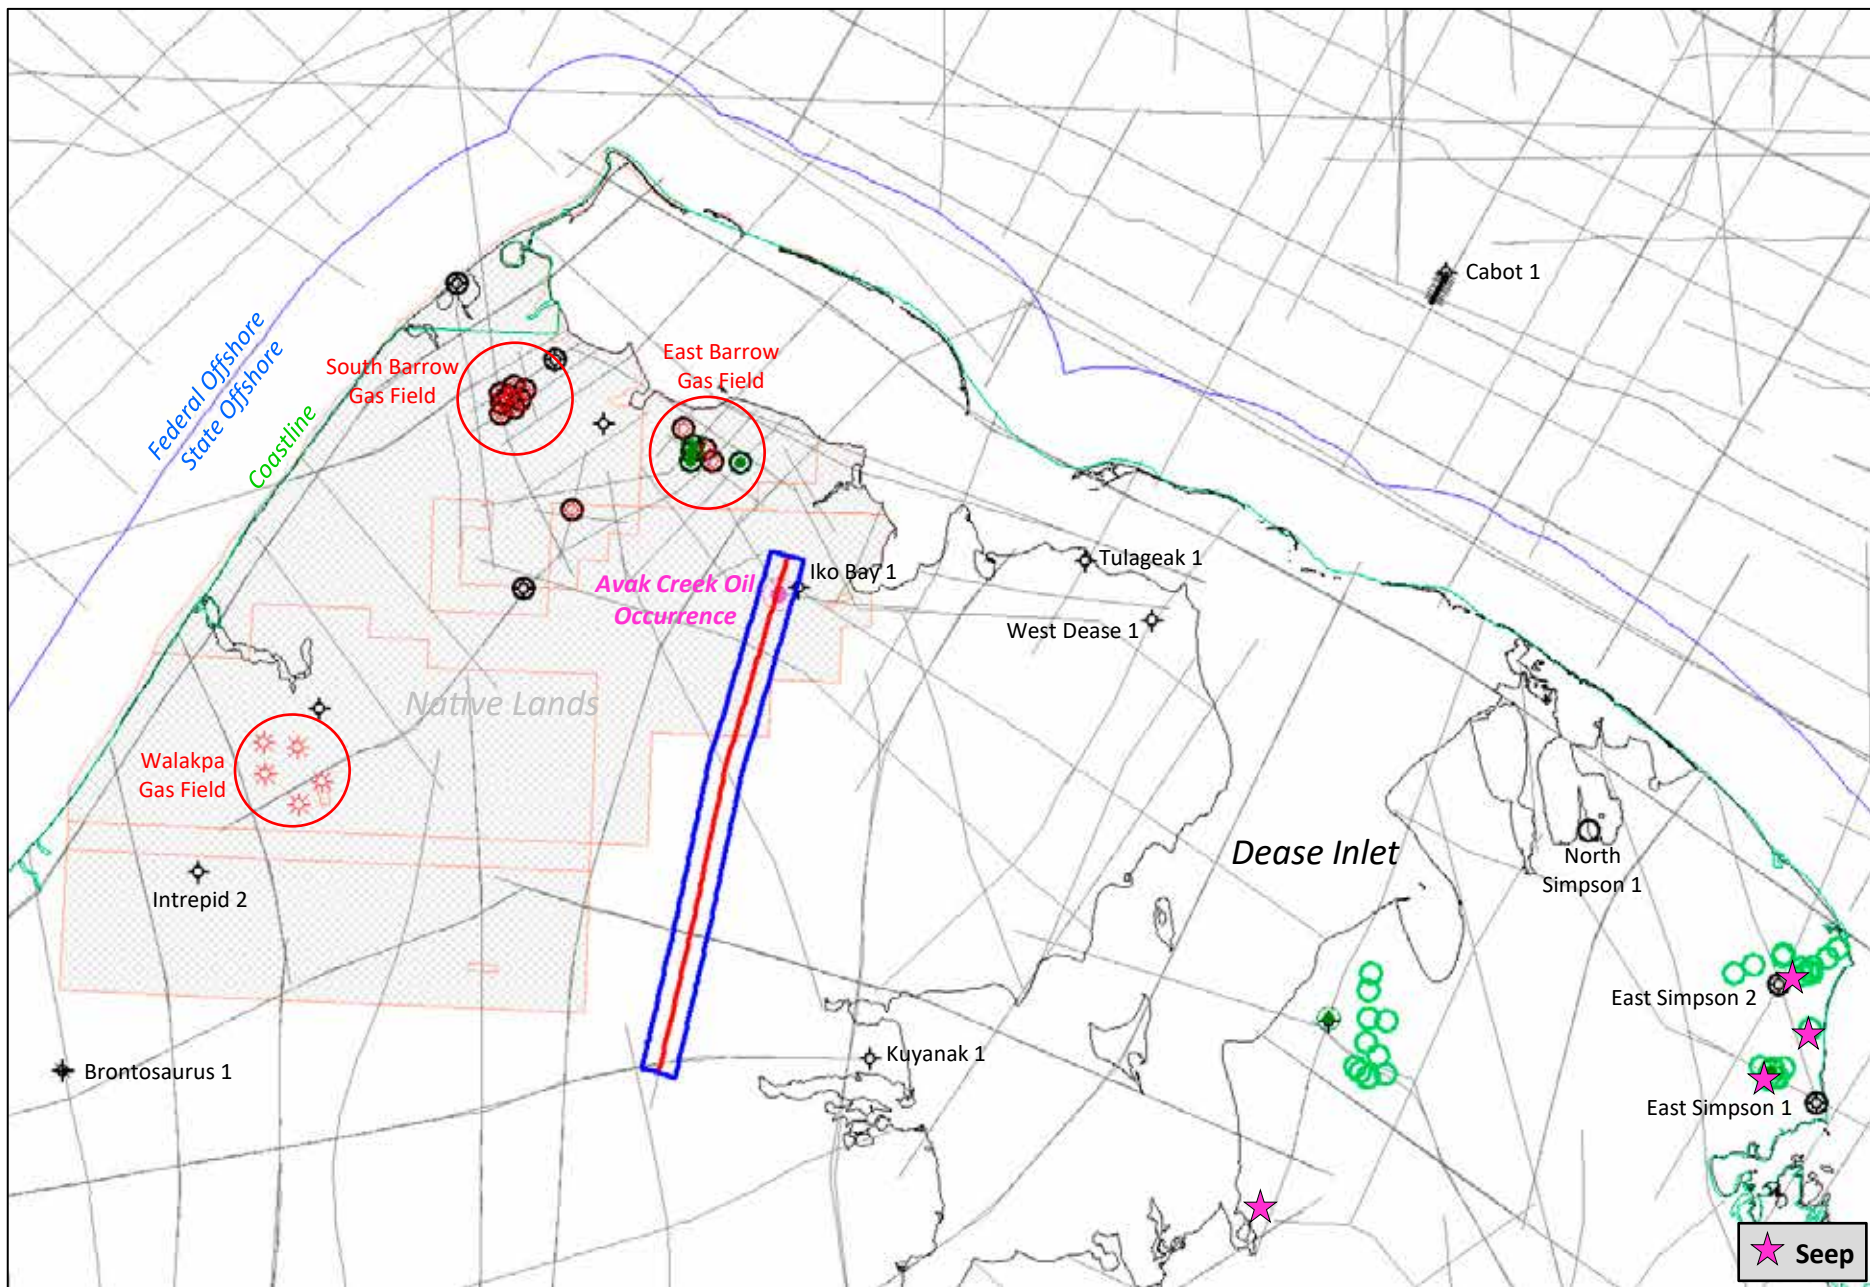 Cabot 1
Federal Offshore
State Offshore
Coastline
South Barrow
Gas Field
East Barrow
Gas Field
Avak Creek Oil
Occurrence
Iko Bay 1
Tulageak 1
West Dease 1
Native Lands
Walakpa
Gas Field
Intrepid 2
Dease Inlet
North
Simpson 1
East Simpson 2
Brontosaurus 1
Kuyanak 1
East Simpson 1
Seep